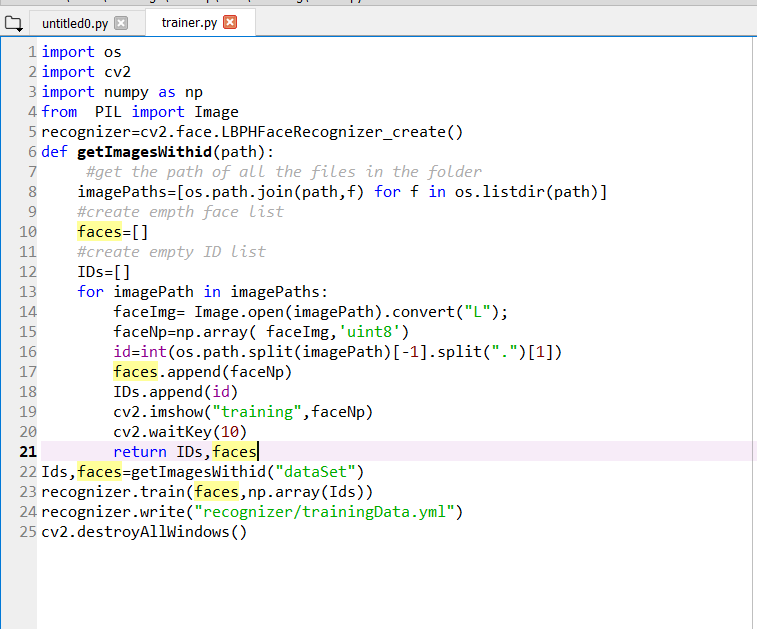 untitled0.py trainer.py
1 import os
2 import cv2
3 import numpy as np
4 from  PIL import Image
5 recognizer=cv2.face.LBPHFaceRecognizer_create()
6 def getImagesWithid(path):
7      #get the path of all the files in the folder
8     imagePaths=[os.path.join(path,f) for f in os.listdir(path)]
9     #create empth face list
10     faces=[]
11     #create empty ID list
12     IDs=[]
13     for imagePath in imagePaths:
14         faceImg= Image.open(imagePath).convert("L");
15         faceNp=np.array( faceImg,'uint8')
16         id=int(os.path.split(imagePath)[-1].split(".")[1])
17         faces.append(faceNp)
18         IDs.append(id)
19         cv2.imshow("training",faceNp)
20         cv2.waitKey(10)
21         return IDs,faces
22 Ids,faces=getImagesWithid("dataSet")
23 recognizer.train(faces,np.array(Ids))
24 recognizer.write("recognizer/trainingData.yml")
25 cv2.destroyAllWindows()